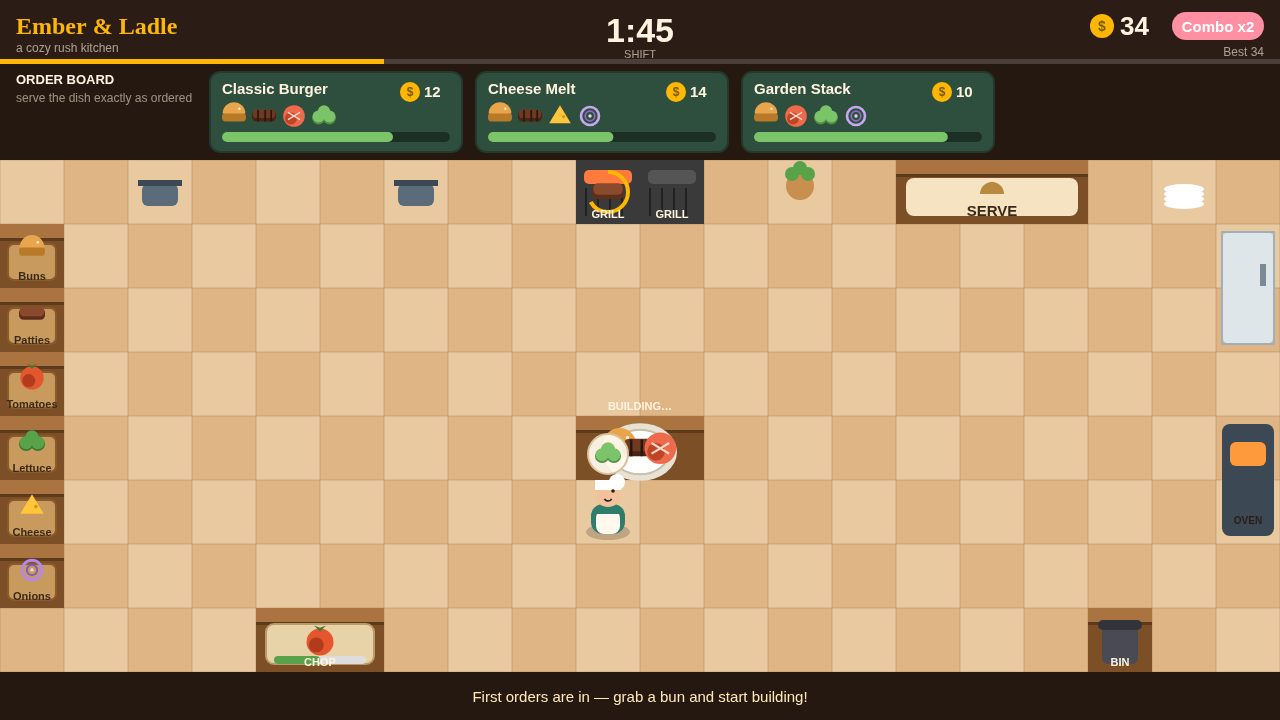 Ember & Ladle
a cozy rush kitchen
1:45
SHIFT
$ 34
Combo x2
Best 34
ORDER BOARD
serve the dish exactly as ordered
Classic Burger
$ 12
Cheese Melt
$ 14
Garden Stack
$ 10
GRILL
GRILL
SERVE
Buns
Patties
Tomatoes
Lettuce
Cheese
Onions
BUILDING…
OVEN
CHOP
BIN
First orders are in — grab a bun and start building!